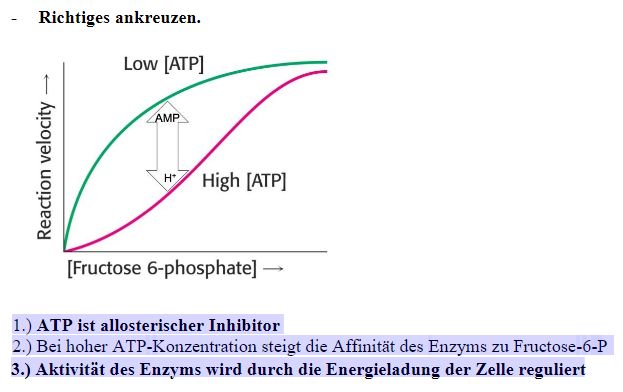 - Richtiges ankreuzen.
Low [ATP]
AMP
H+
High [ATP]
Reaction velocity →
[Fructose 6-phosphate] →
1.) ATP ist allosterischer Inhibitor
2.) Bei hoher ATP-Konzentration steigt die Affinität des Enzyms zu Fructose-6-P
3.) Aktivität des Enzyms wird durch die Energieladung der Zelle reguliert